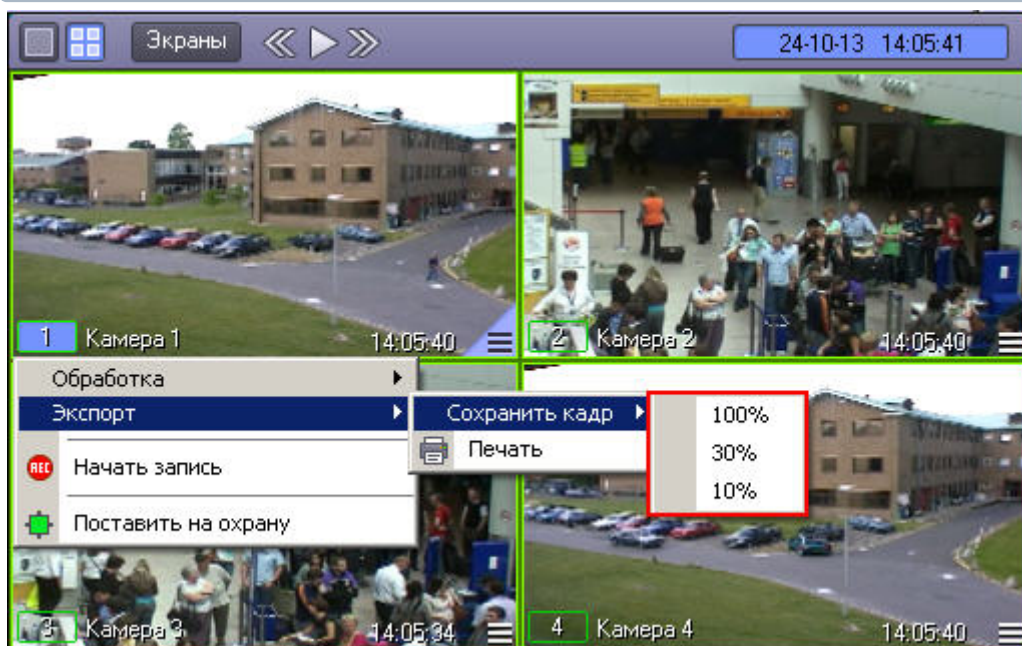 Экраны
24-10-13 14:05:41
1 Камера 1 14:05:40
2 Камера 2 14:05:40
Обработка
Экспорт
Сохранить кадр
100%
Печать
30%
REC Начать запись
10%
Поставить на охрану
3 Камера 3 14:05:34
4 Камера 4 14:05:40